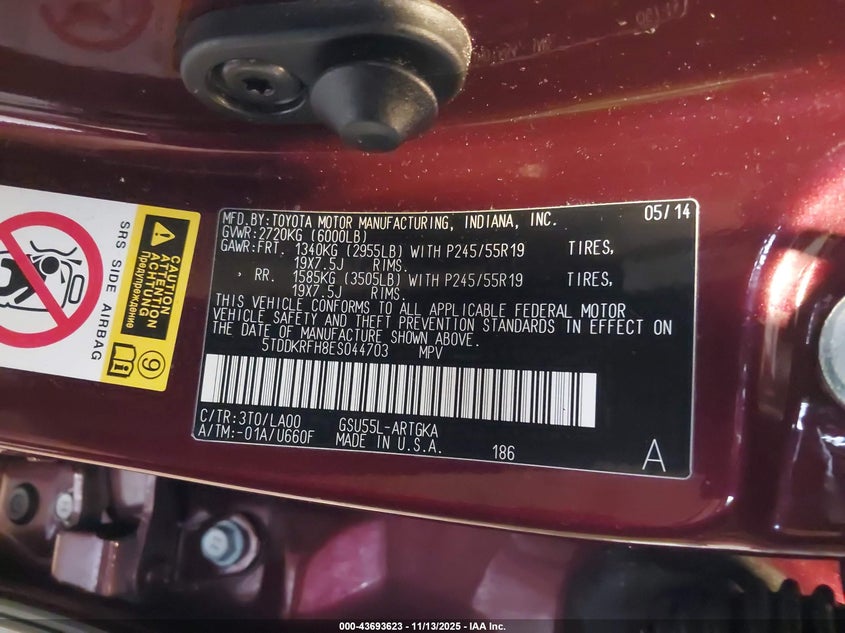 MFD.BY:TOYOTA MOTOR MANUFACTURING, INDIANA, INC. 05/14
GVWR:2720KG (6000LB)
GAWR:FRT. 1340KG (2955LB) WITH P245/55R19 TIRES,
19X7.5J RIMS.
RR. 1585KG (3505LB) WITH P245/55R19 TIRES,
19X7.5J RIMS.
THIS VEHICLE CONFORMS TO ALL APPLICABLE FEDERAL MOTOR
VEHICLE SAFETY AND THEFT PREVENTION STANDARDS IN EFFECT ON
THE DATE OF MANUFACTURE SHOWN ABOVE.
5TDDKRFH8ES044703 MPV
C/TR:3T0/LA00 GSU55L-ARTGKA
A/TM:-01A/U660F MADE IN U.S.A. 186 A
SRS SIDE AIRBAG
CAUTION
ATTENTION
ACHTUNG
Предупреждение
9
000-43693623 - 11/13/2025 - IAA Inc.